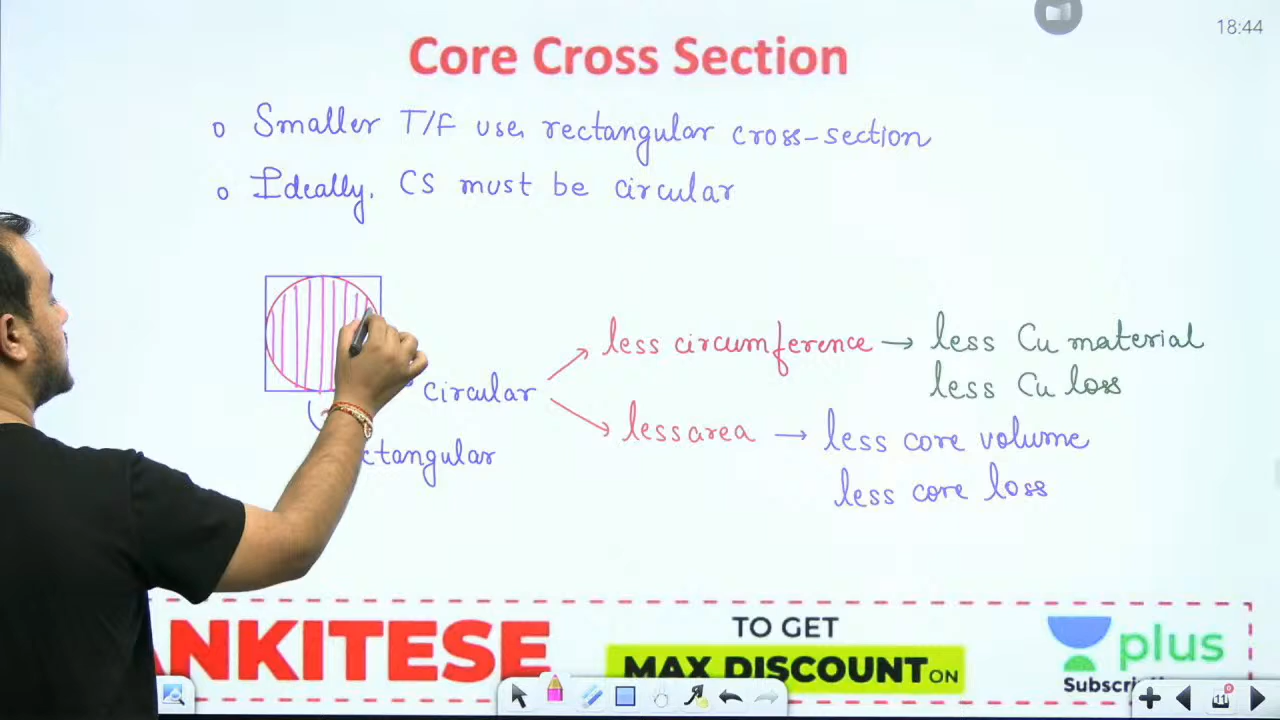 18:44
Core Cross Section
o Smaller T/F use rectangular cross-section
o Ideally, CS must be circular
less circumference → less Cu material
less Cu loss
circular
less area → less core volume
ctangular
less core loss
ANKITESE
TO GET
MAX DISCOUNT ON
plus
Subscripti
11